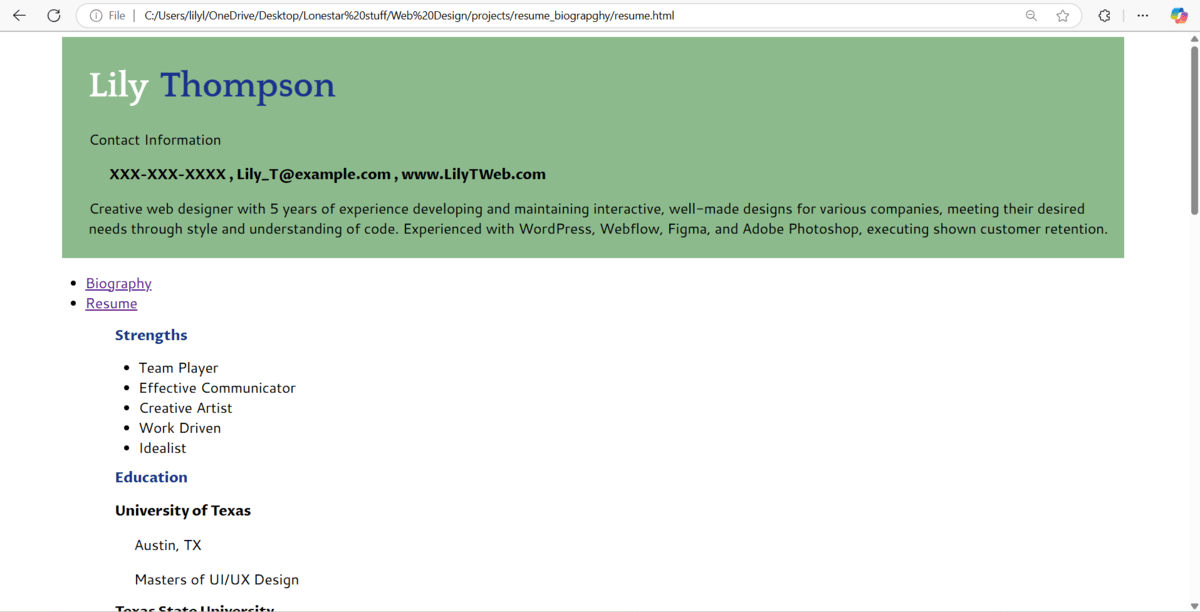 File | C:/Users/lilyl/OneDrive/Desktop/Lonestar%20stuff/Web%20Design/projects/resume_biograpghy/resume.html
Lily Thompson
Contact Information
XXX-XXX-XXXX , Lily_T@example.com , www.LilyTWeb.com
Creative web designer with 5 years of experience developing and maintaining interactive, well-made designs for various companies, meeting their desired
needs through style and understanding of code. Experienced with WordPress, Webflow, Figma, and Adobe Photoshop, executing shown customer retention.
Biography
Resume
Strengths
Team Player
Effective Communicator
Creative Artist
Work Driven
Idealist
Education
University of Texas
Austin, TX
Masters of UI/UX Design
Texas State University